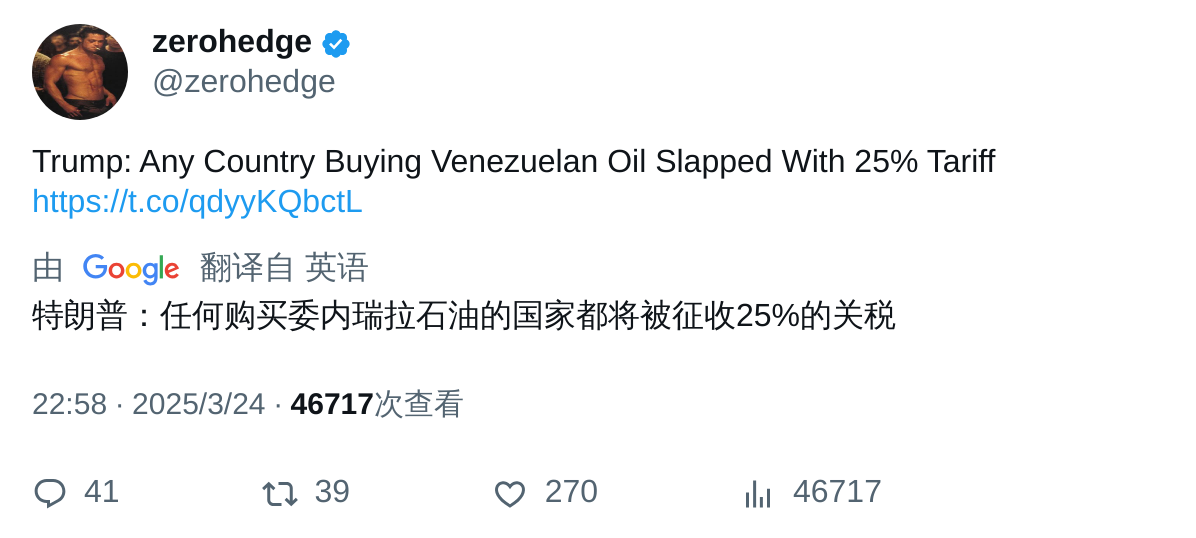 zerohedge
@zerohedge
Trump: Any Country Buying Venezuelan Oil Slapped With 25% Tariff
https://t.co/qdyyKQbctL
由 Google 翻译自 英语
特朗普：任何购买委内瑞拉石油的国家都将被征收25%的关税
22:58 · 2025/3/24 · 46717次查看
41 39 270 46717